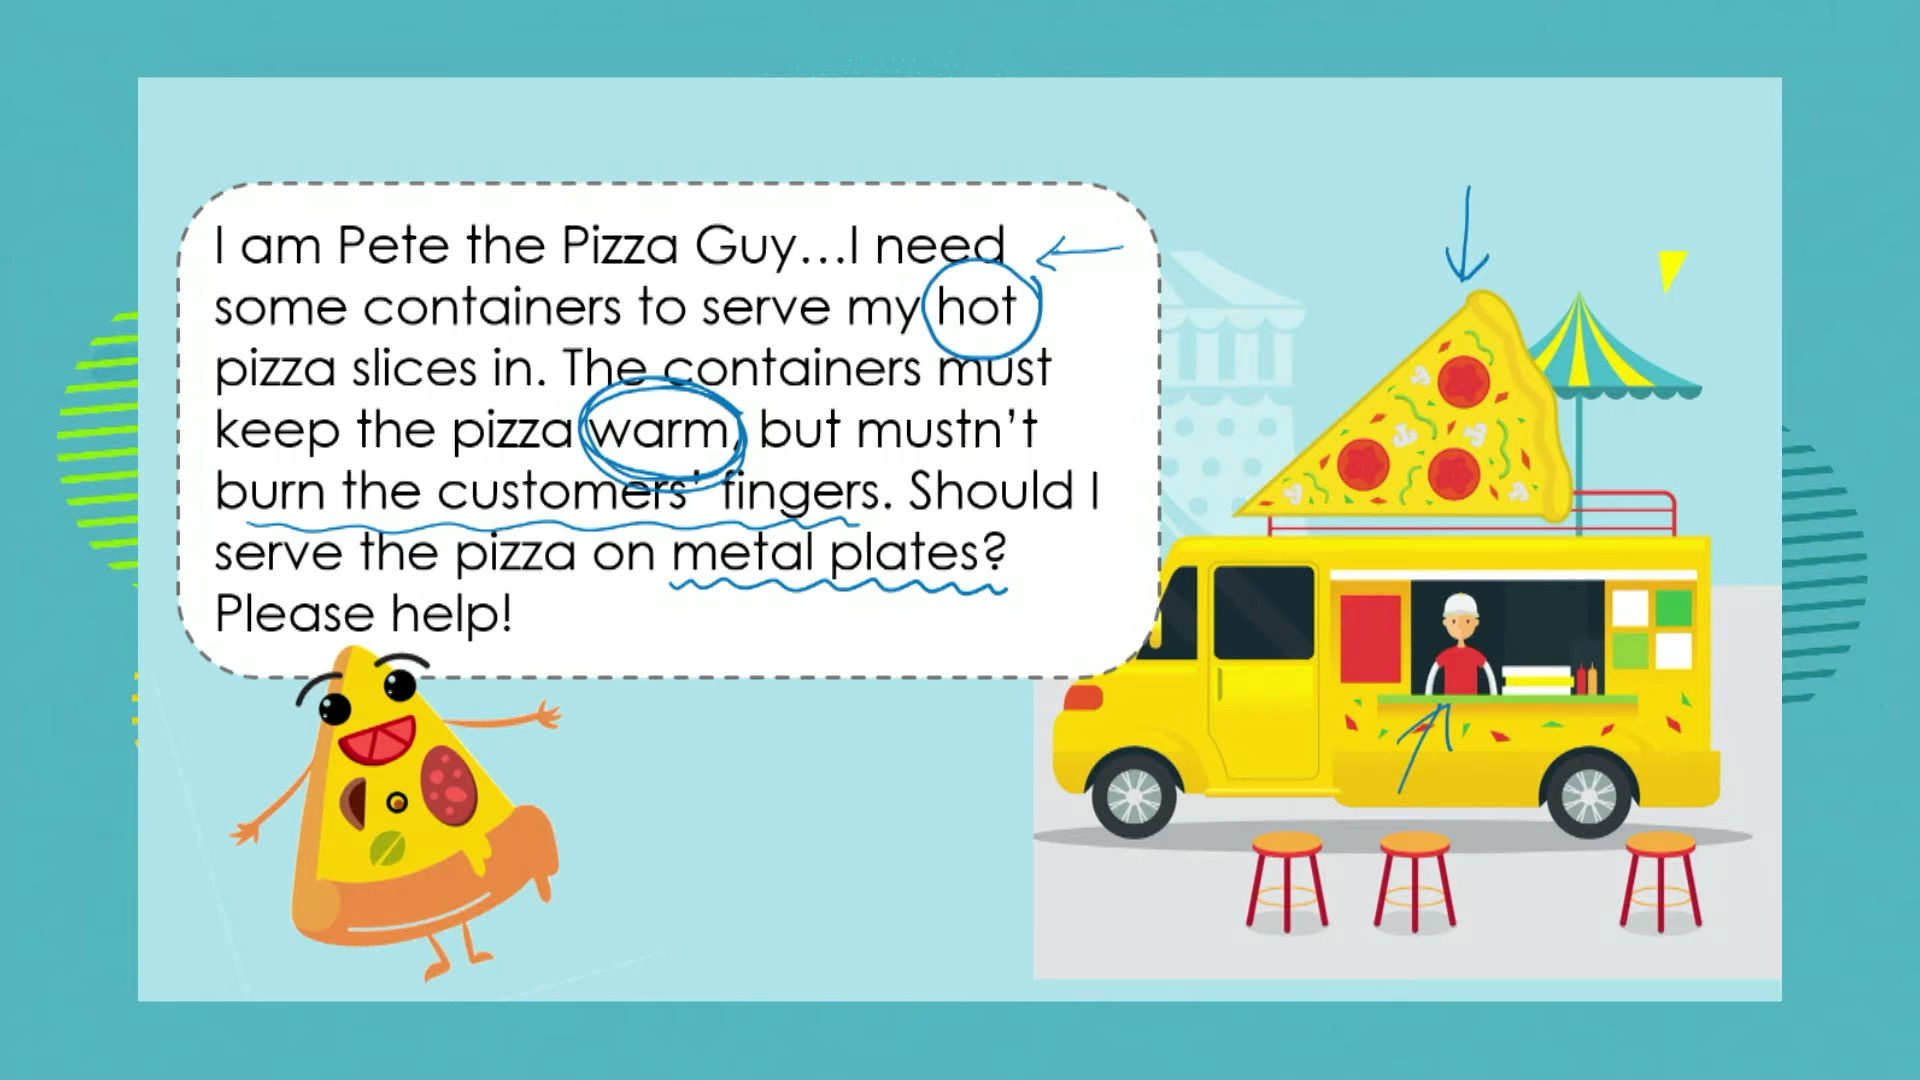 I am Pete the Pizza Guy…I need
some containers to serve my hot
pizza slices in. The containers must
keep the pizza warm, but mustn’t
burn the customers’ fingers. Should I
serve the pizza on metal plates?
Please help!